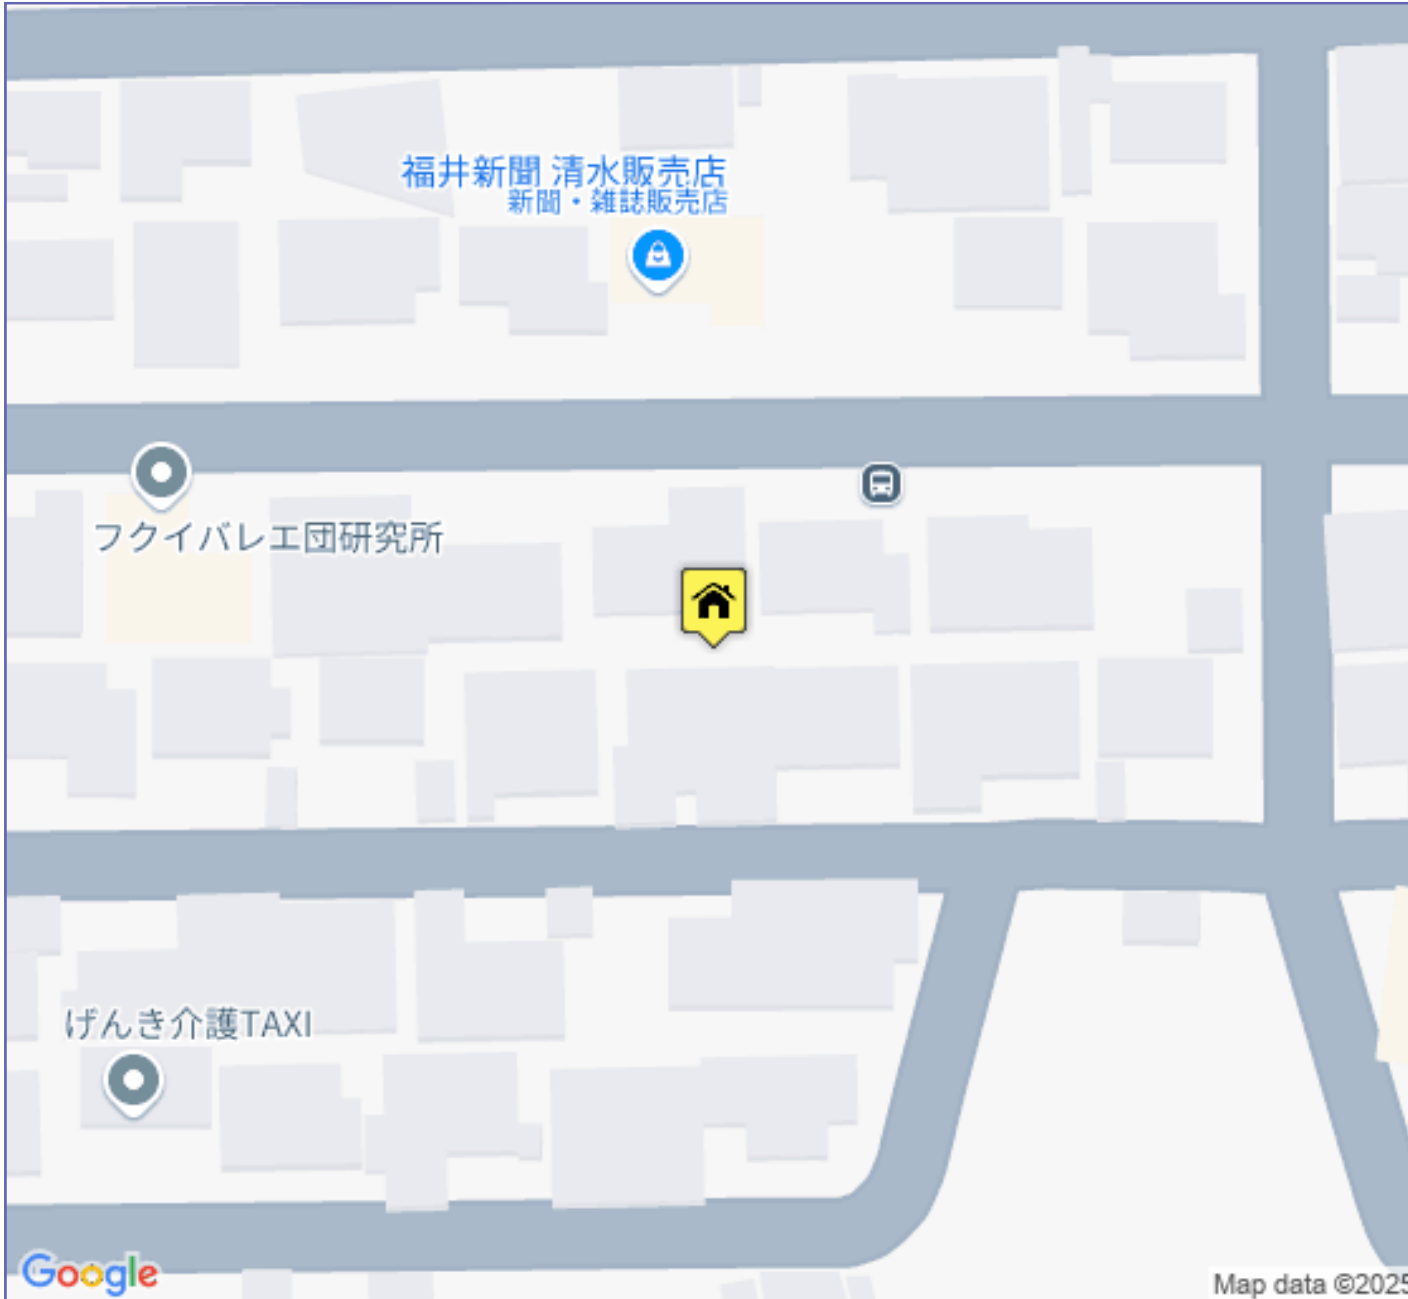 福井新聞 清水販売店
新聞・雑誌販売店
フクイバレエ団研究所
げんき介護TAXI
Google
Map data ©2025